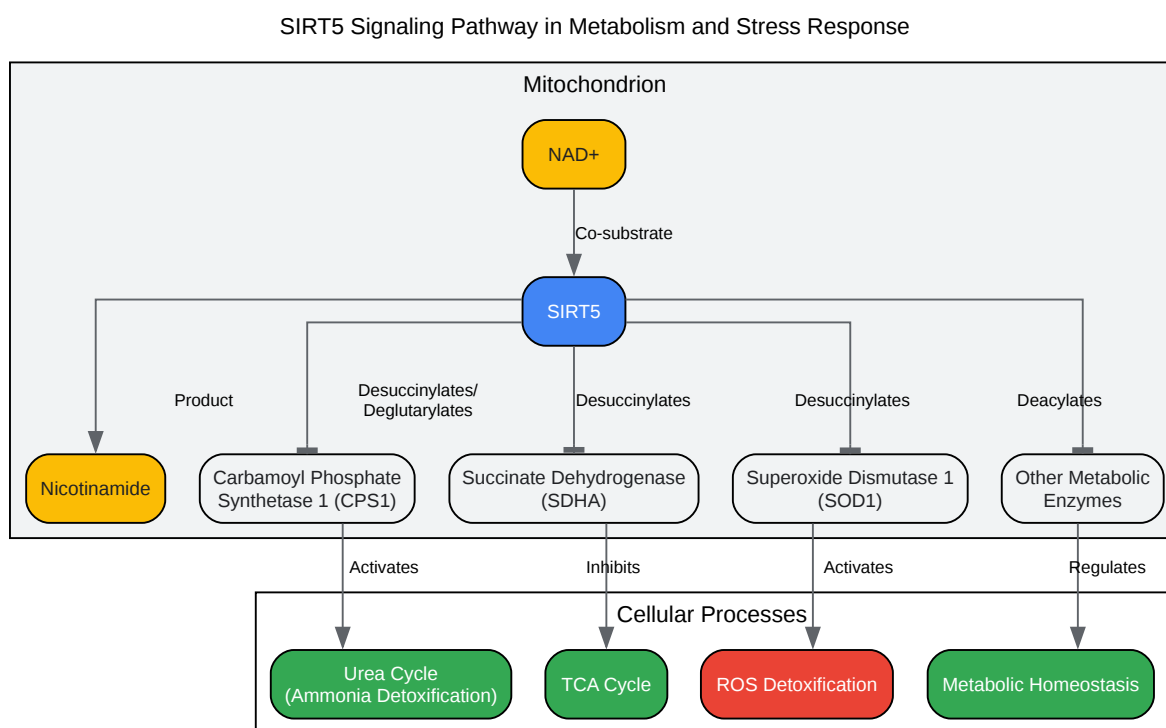 SIRT5 Signaling Pathway in Metabolism and Stress Response
Mitochondrion
NAD+
Co-substrate
SIRT5
Product
Desuccinylates/
Deglutarylates
Desuccinylates
Desuccinylates
Deacylates
Nicotinamide
Carbamoyl Phosphate
Synthetase 1 (CPS1)
Succinate Dehydrogenase
(SDHA)
Superoxide Dismutase 1
(SOD1)
Other Metabolic
Enzymes
Activates
Inhibits
Activates
Regulates
Cellular Processes
Urea Cycle
(Ammonia Detoxification)
TCA Cycle
ROS Detoxification
Metabolic Homeostasis